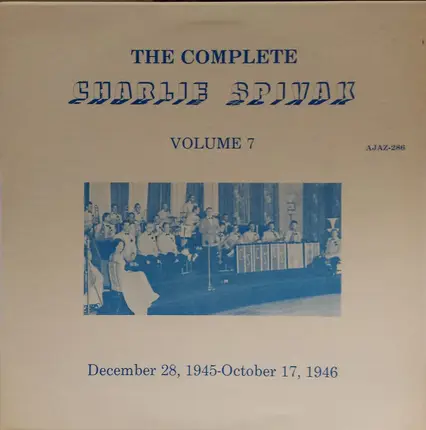 THE COMPLETE
CHARLIE SPIVAK
VOLUME 7
AJAZ-286
December 28, 1945-October 17, 1946